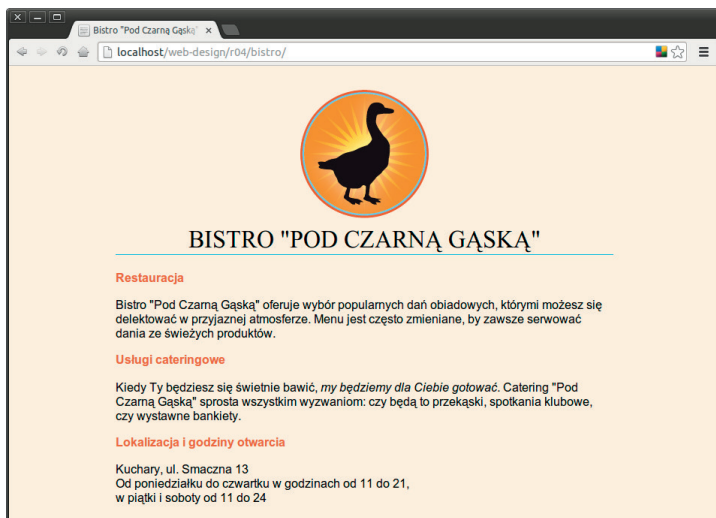 Bistro "Pod Czarną Gąską"
localhost/web-design/r04/bistro/
BISTRO "POD CZARNĄ GĄSKĄ"
Restauracja
Bistro "Pod Czarną Gąską" oferuje wybór popularnych dań obiadowych, którymi możesz się
delektować w przyjaznej atmosferze. Menu jest często zmieniane, by zawsze serwować
dania ze świeżych produktów.
Usługi cateringowe
Kiedy Ty będziesz się świetnie bawić, my będziemy dla Ciebie gotować. Catering "Pod
Czarną Gąską" sprosta wszystkim wyzwaniom: czy będą to przekąski, spotkania klubowe,
czy wystawne bankiety.
Lokalizacja i godziny otwarcia
Kuchary, ul. Smaczna 13
Od poniedziałku do czwartku w godzinach od 11 do 21,
w piątki i soboty od 11 do 24